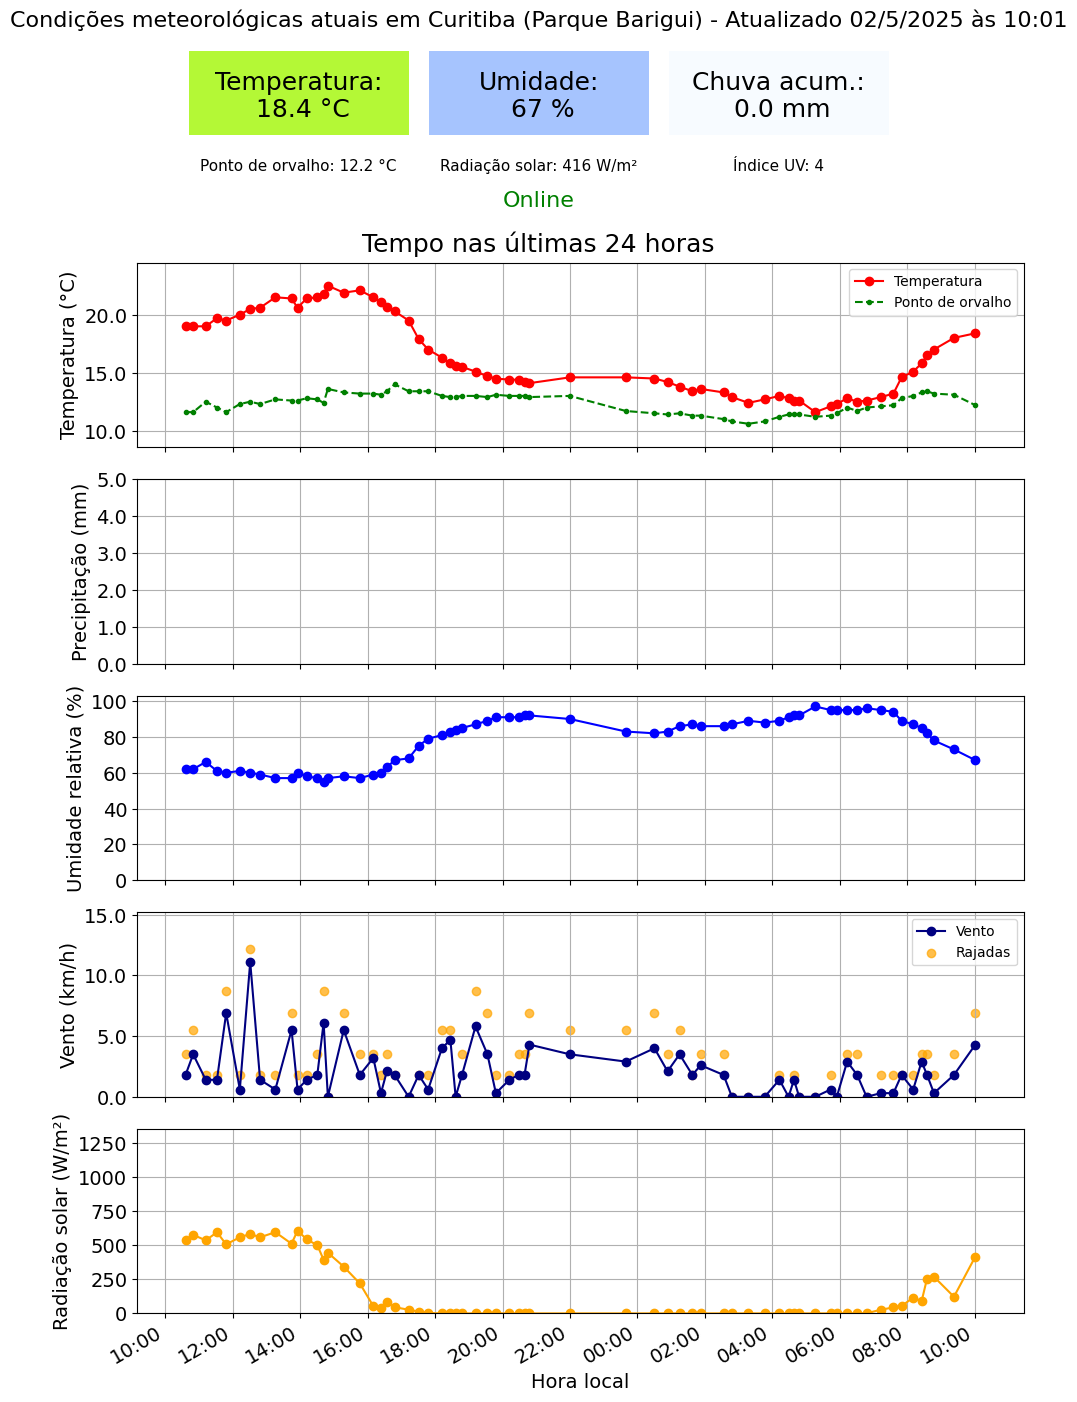 Condições meteorológicas atuais em Curitiba (Parque Barigui) - Atualizado 02/5/2025 às 10:01
Temperatura:
18.4 °C
Umidade:
67 %
Chuva acum.:
0.0 mm
Ponto de orvalho: 12.2 °C
Radiação solar: 416 W/m²
Índice UV: 4
Online
Tempo nas últimas 24 horas
Temperatura (°C)
20.0
15.0
10.0
Temperatura
Ponto de orvalho
Precipitação (mm)
5.0
4.0
3.0
2.0
1.0
0.0
Umidade relativa (%)
100
80
60
40
20
0
Vento (km/h)
15.0
10.0
5.0
0.0
Vento
Rajadas
Radiação solar (W/m²)
1250
1000
750
500
250
0
10:00
12:00
14:00
16:00
18:00
20:00
22:00
00:00
02:00
04:00
06:00
08:00
10:00
Hora local